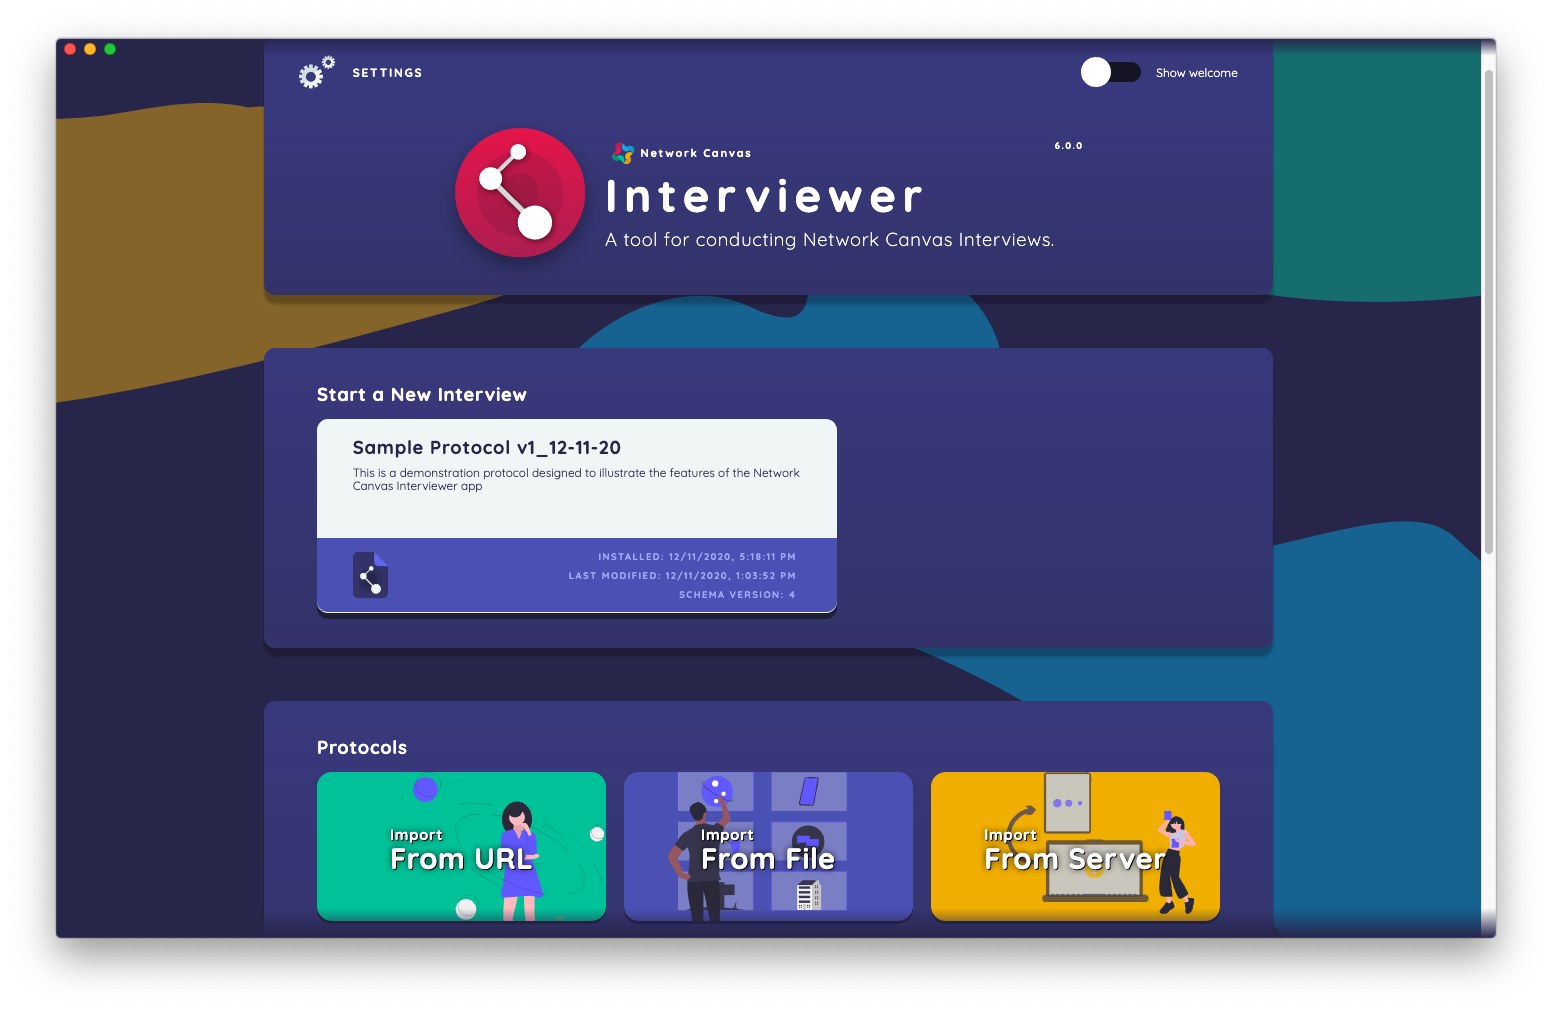 SETTINGS
Show welcome
Network Canvas
6.0.0
Interviewer
A tool for conducting Network Canvas Interviews.
Start a New Interview
Sample Protocol v1_12-11-20
This is a demonstration protocol designed to illustrate the features of the Network
Canvas Interviewer app
INSTALLED: 12/11/2020, 5:18:11 PM
LAST MODIFIED: 12/11/2020, 1:03:52 PM
SCHEMA VERSION: 4
Protocols
Import
From URL
Import
From File
Import
From Server